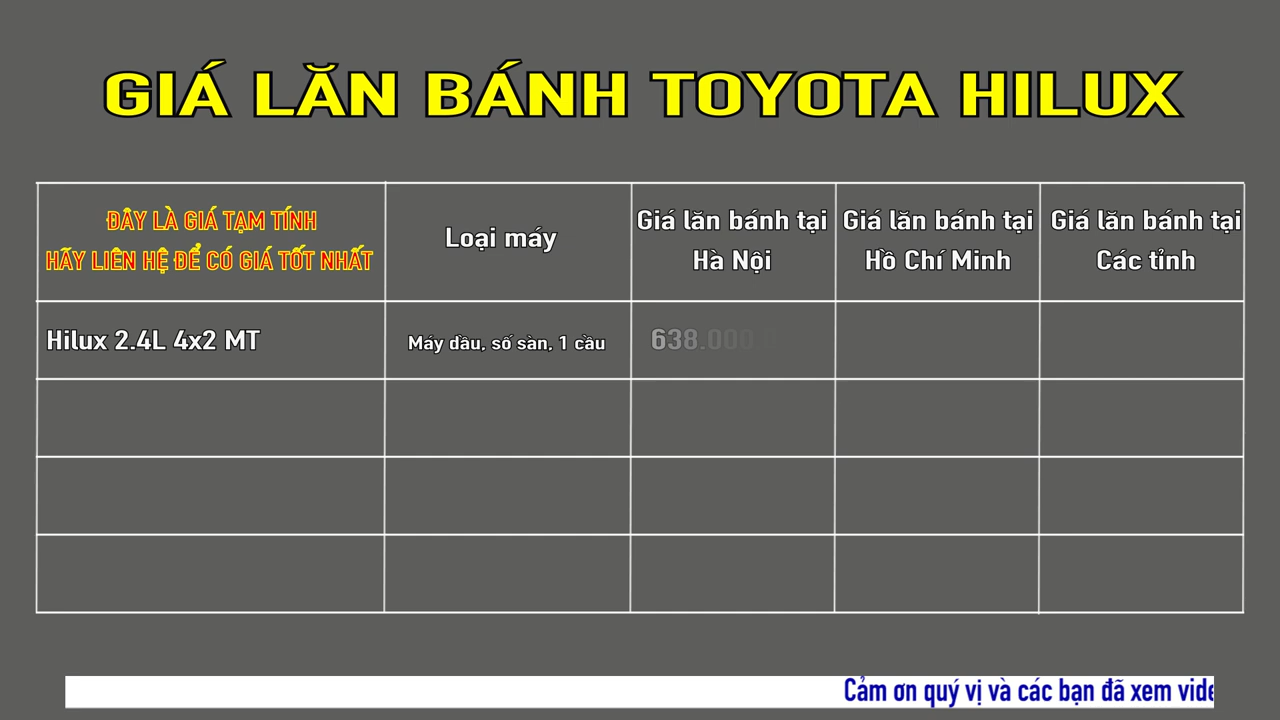 GIÁ LĂN BÁNH TOYOTA HILUX
ĐÂY LÀ GIÁ TẠM TÍNH
HÃY LIÊN HỆ ĐỂ CÓ GIÁ TỐT NHẤT
Loại máy
Giá lăn bánh tại
Hà Nội
Giá lăn bánh tại
Hồ Chí Minh
Giá lăn bánh tại
Các tỉnh
Hilux 2.4L 4x2 MT
Máy dầu, số sàn, 1 cầu
638.000
Cảm ơn quý vị và các bạn đã xem vide